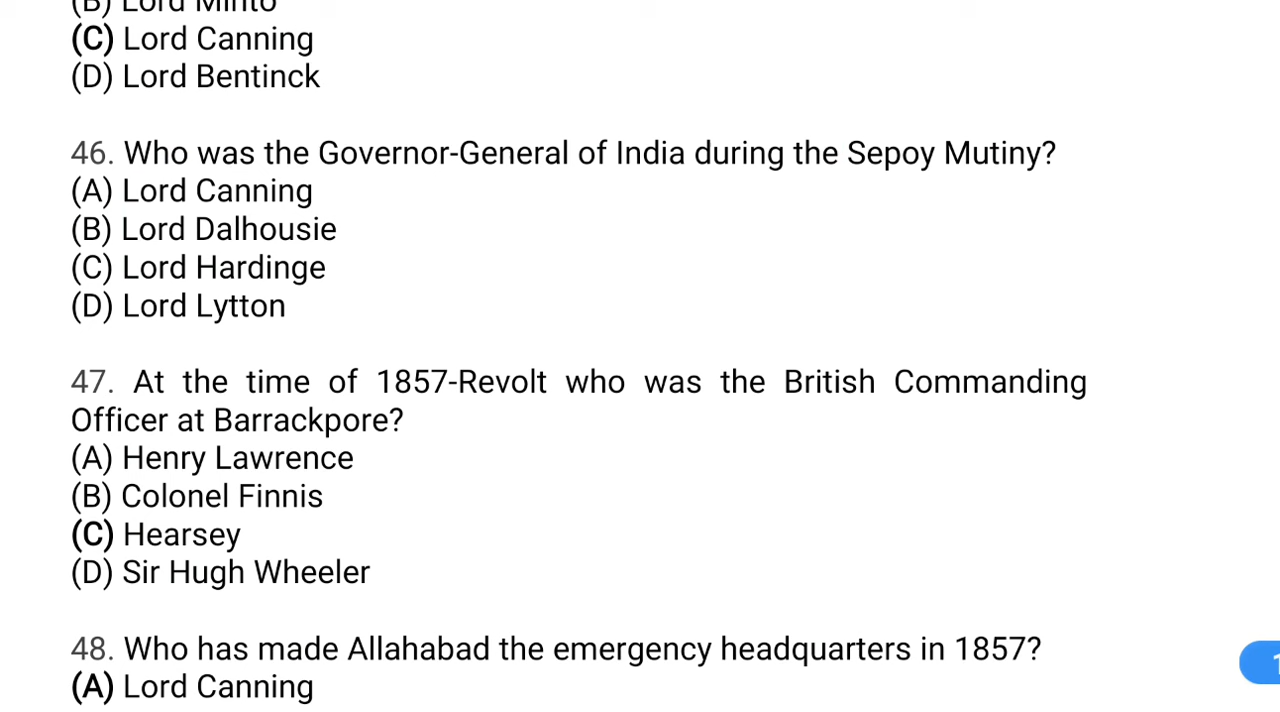 (B) Lord Minto
(C) Lord Canning
(D) Lord Bentinck
46. Who was the Governor-General of India during the Sepoy Mutiny?
(A) Lord Canning
(B) Lord Dalhousie
(C) Lord Hardinge
(D) Lord Lytton
47. At the time of 1857-Revolt who was the British Commanding
Officer at Barrackpore?
(A) Henry Lawrence
(B) Colonel Finnis
(C) Hearsey
(D) Sir Hugh Wheeler
48. Who has made Allahabad the emergency headquarters in 1857?
(A) Lord Canning